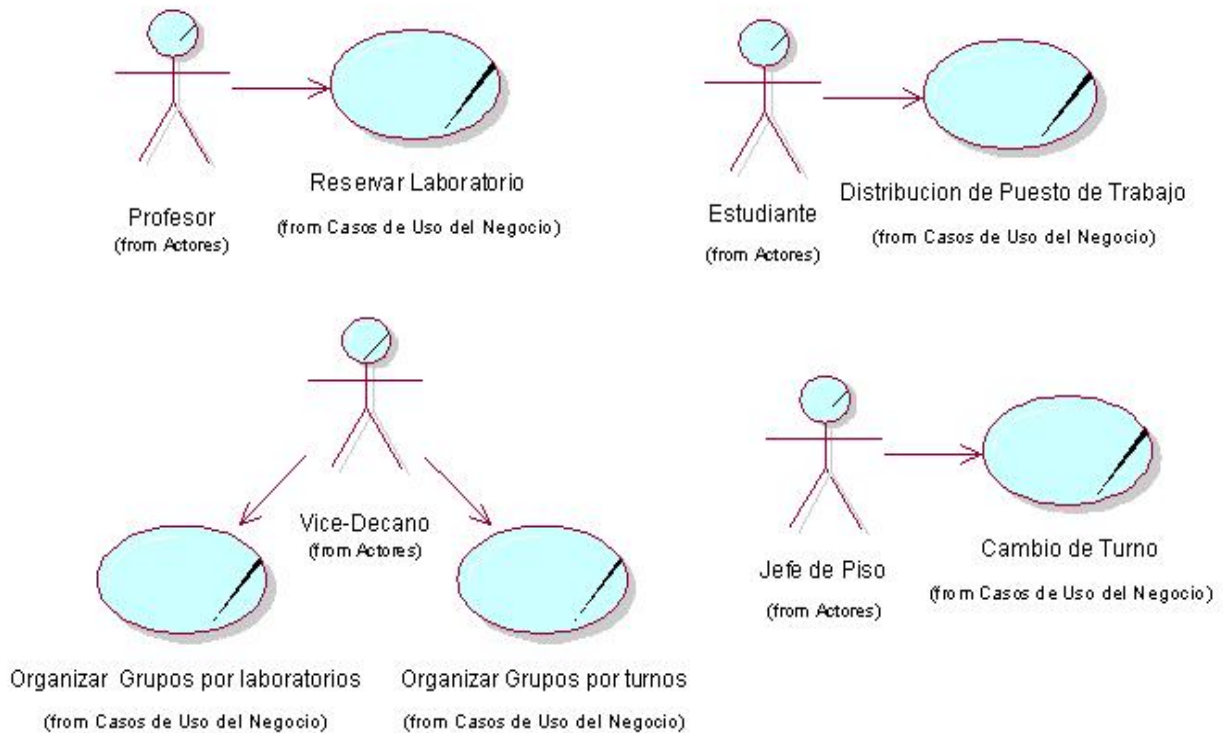 Profesor
(from Actores)
Reservar Laboratorio
(from Casos de Uso del Negocio)
Estudiante
(from Actores)
Distribucion de Puesto de Trabajo
(from Casos de Uso del Negocio)
Vice-Decano
(from Actores)
Organizar Grupos por laboratorios
(from Casos de Uso del Negocio)
Organizar Grupos por turnos
(from Casos de Uso del Negocio)
Jefe de Piso
(from Actores)
Cambio de Turno
(from Casos de Uso del Negocio)